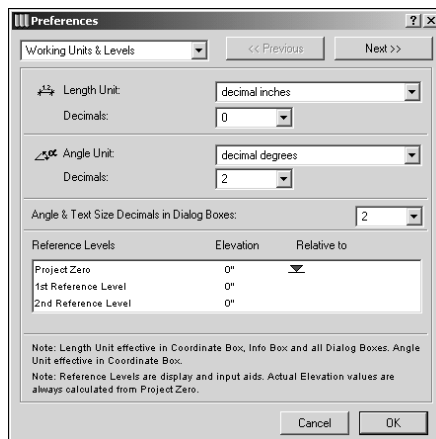 Preferences
Working Units & Levels
<< Previous
Next >>
Length Unit:
decimal inches
Decimals:
0
Angle Unit:
decimal degrees
Decimals:
2
Angle & Text Size Decimals in Dialog Boxes:
2
Reference Levels Elevation Relative to
Project Zero 0"
1st Reference Level 0"
2nd Reference Level 0"
Note: Length Unit effective in Coordinate Box, Info Box and all Dialog Boxes. Angle
Unit effective in Coordinate Box.
Note: Reference Levels are display and input aids. Actual Elevation values are
always calculated from Project Zero.
Cancel
OK